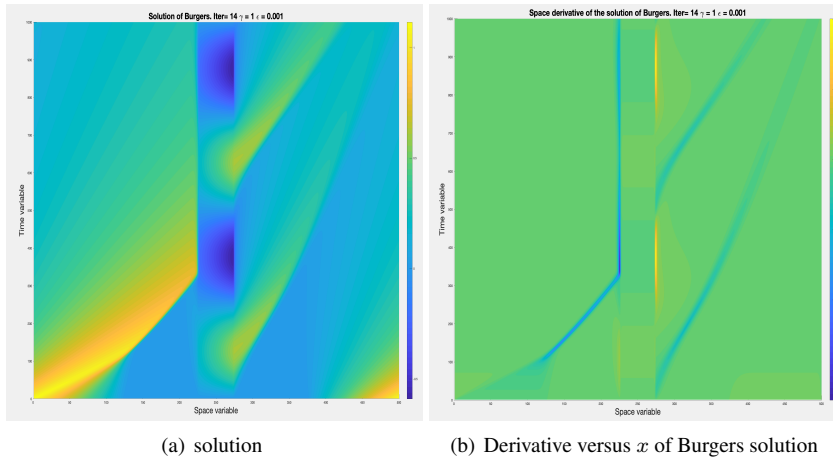 Solution of Burgers. Iter= 14 γ = 1 ε = 0.001
Time variable
Space variable
Space derivative of the solution of Burgers. Iter= 14 γ = 1 ε = 0.001
Time variable
Space variable
(a) solution
(b) Derivative versus x of Burgers solution